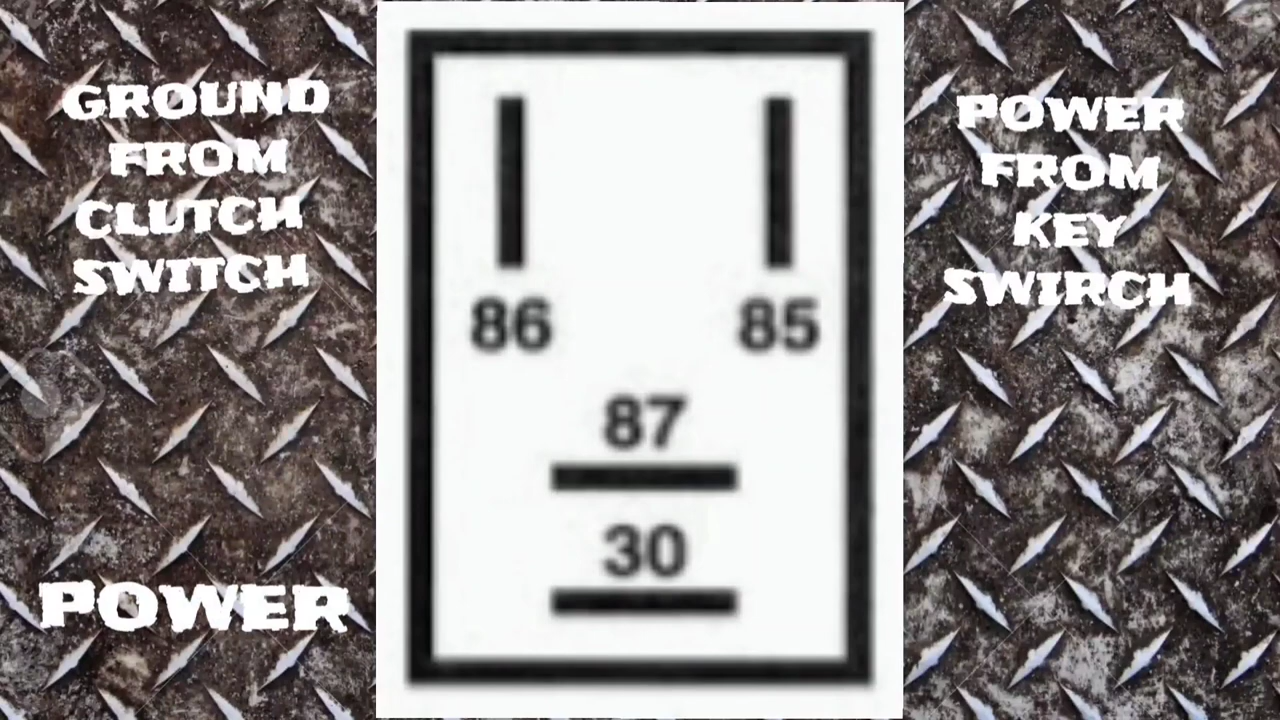 GROUND
FROM
CLUTCH
SWITCH
POWER
FROM
KEY
SWIRCH
86
85
87
30
POWER